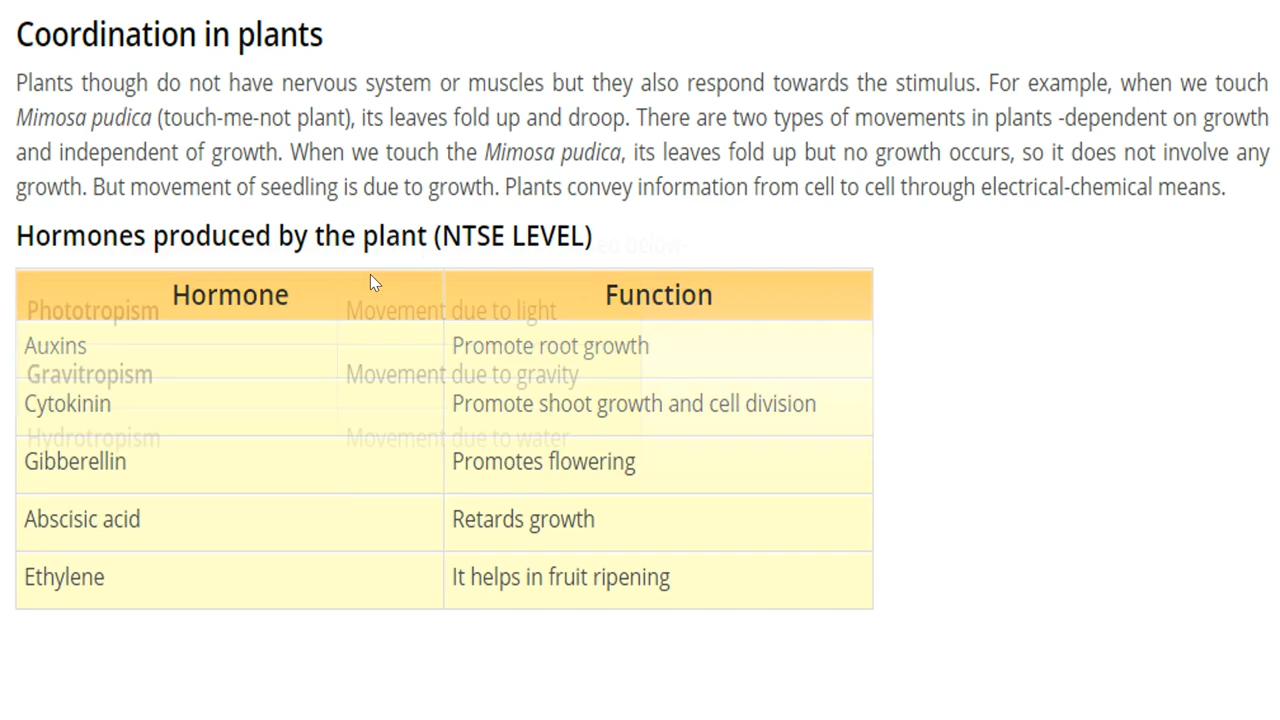 Coordination in plants
Plants though do not have nervous system or muscles but they also respond towards the stimulus. For example, when we touch
Mimosa pudica (touch-me-not plant), its leaves fold up and droop. There are two types of movements in plants -dependent on growth
and independent of growth. When we touch the Mimosa pudica, its leaves fold up but no growth occurs, so it does not involve any
growth. But movement of seedling is due to growth. Plants convey information from cell to cell through electrical-chemical means.
Hormones produced by the plant (NTSE LEVEL)
below-
Hormone Function
Phototropism Movement due to light
Auxins Promote root growth
Gravitropism Movement due to gravity
Cytokinin Promote shoot growth and cell division
Hydrotropism Movement due to water
Gibberellin Promotes flowering
Abscisic acid Retards growth
Ethylene It helps in fruit ripening